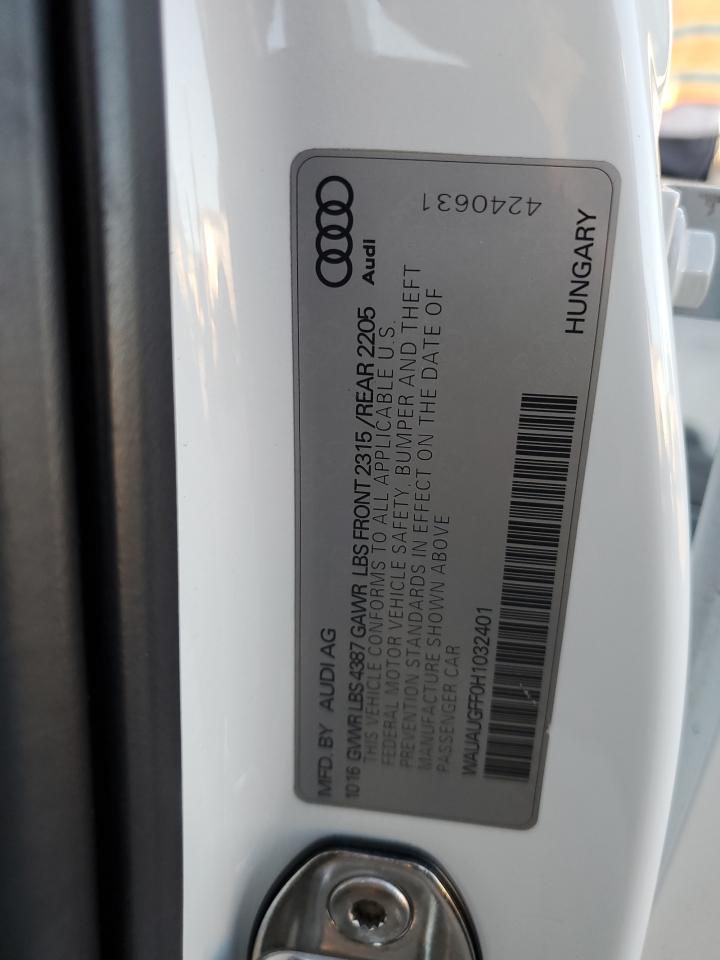 MFD. BY AUDI AG
Audi
1016 GVWR LBS 4387 GAWR LBS FRONT 2315 /REAR 2205
THIS VEHICLE CONFORMS TO ALL APPLICABLE U.S.
FEDERAL MOTOR VEHICLE SAFETY, BUMPER AND THEFT
PREVENTION STANDARDS IN EFFECT ON THE DATE OF
MANUFACTURE SHOWN ABOVE
PASSENGER CAR
4240631
WAUAUGFF0H1032401
HUNGARY